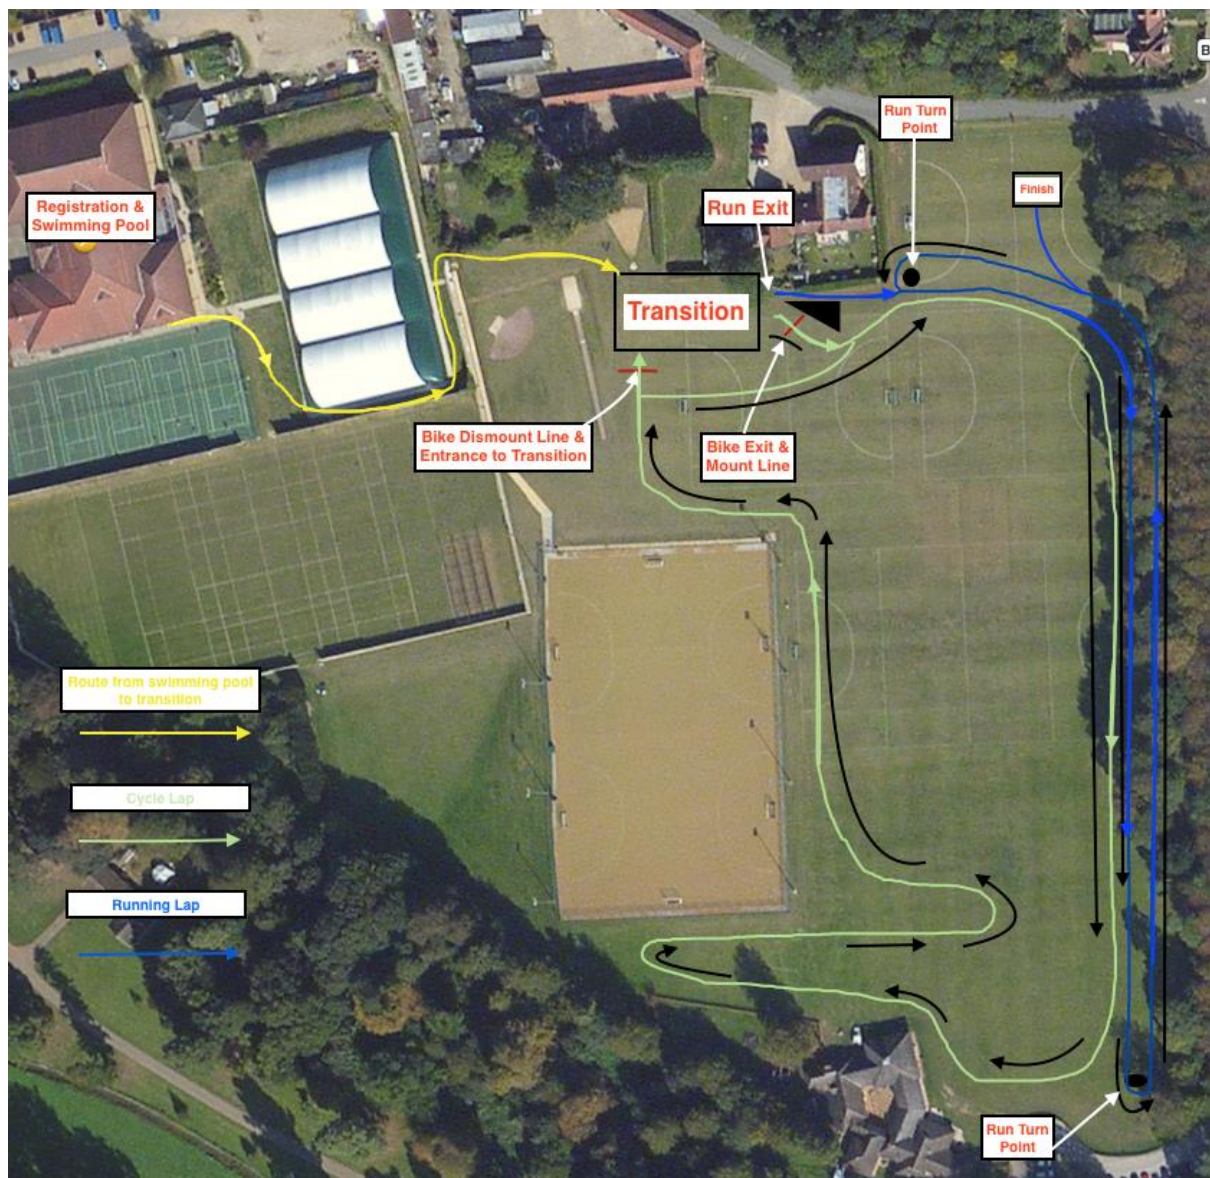 B
Run Turn
Point
Finish
Registration &
Swimming Pool
Run Exit
Transition
Bike Dismount Line &
Entrance to Transition
Bike Exit &
Mount Line
Route from swimming pool
to transition
Cycle Lap
Running Lap
Run Turn
Point